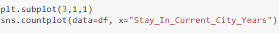 plt.subplot(3,1,1)
sns.countplot(data=df, x="Stay_In_Current_City_Years")